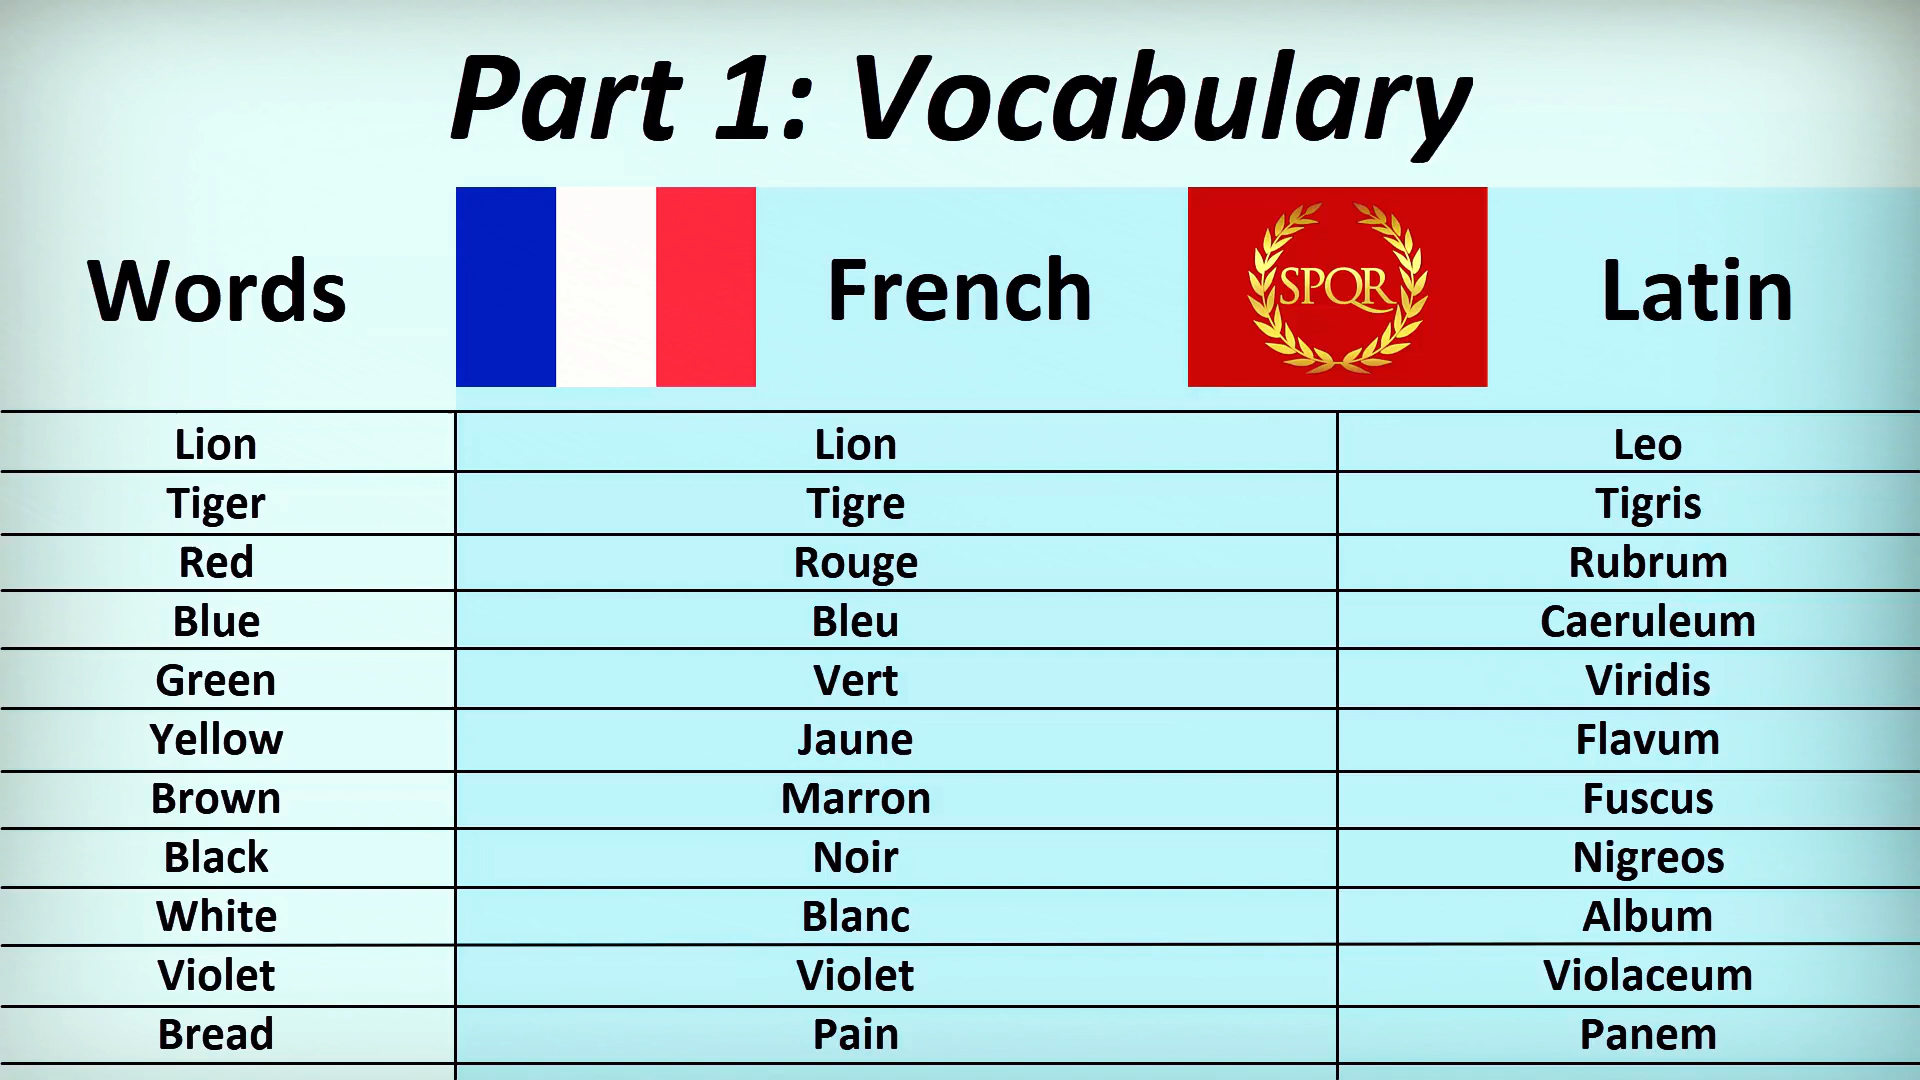 Part 1: Vocabulary
Words French SPQR Latin
Lion Lion Leo
Tiger Tigre Tigris
Red Rouge Rubrum
Blue Bleu Caeruleum
Green Vert Viridis
Yellow Jaune Flavum
Brown Marron Fuscus
Black Noir Nigreos
White Blanc Album
Violet Violet Violaceum
Bread Pain Panem